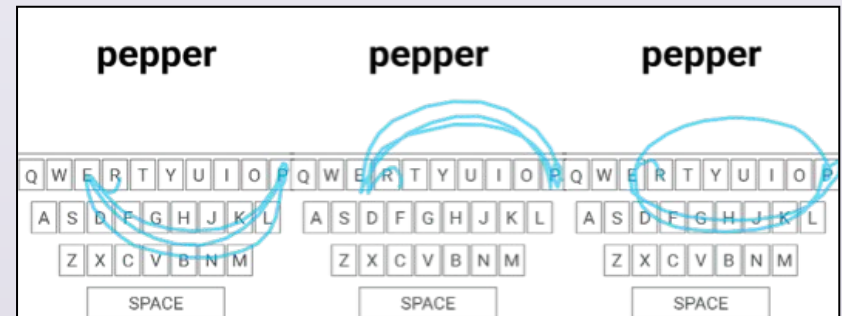 pepper pepper pepper
Q W E R T Y U I O P Q W E R T Y U I O P Q W E R T Y U I O P
A S D F G H J K L A S D F G H J K L A S D F G H J K L
Z X C V B N M Z X C V B N M Z X C V B N M
SPACE SPACE SPACE